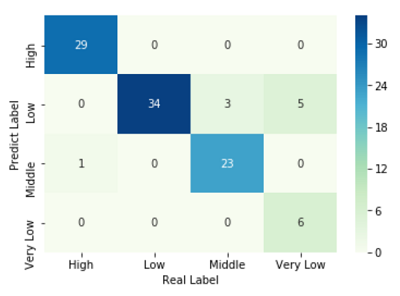 High 29 0 0 0
Low 0 34 3 5
Middle 1 0 23 0
Very Low 0 0 0 6
High Low Middle Very Low
Real Label
Predict Label
30
24
18
12
6
0